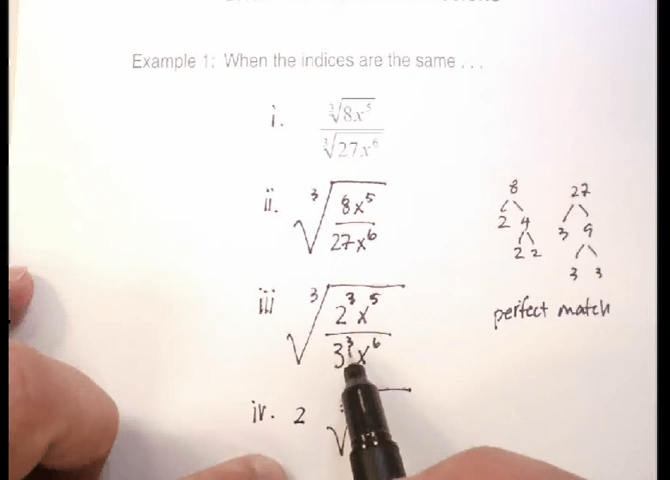 Example 1: When the indices are the same . . .
i. ∛(8x⁵) / ∛(27x⁶)
ii. ∛(8x⁵ / 27x⁶)
8
2 4
2 2
27
3 9
3 3
iii ∛(2³x⁵ / 3³x⁶)
perfect match
iv. 2 √